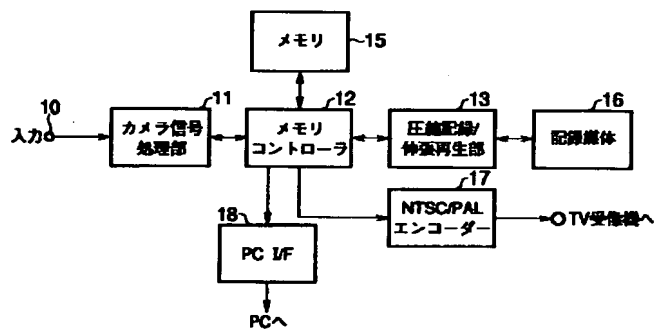 メモリ
15
10
入力
11
カメラ信号
処理部
12
メモリ
コントローラ
13
圧縮記録/
伸張再生部
16
記録媒体
17
NTSC/PAL
エンコーダー
TV受像機へ
18
PC I/F
PCへ